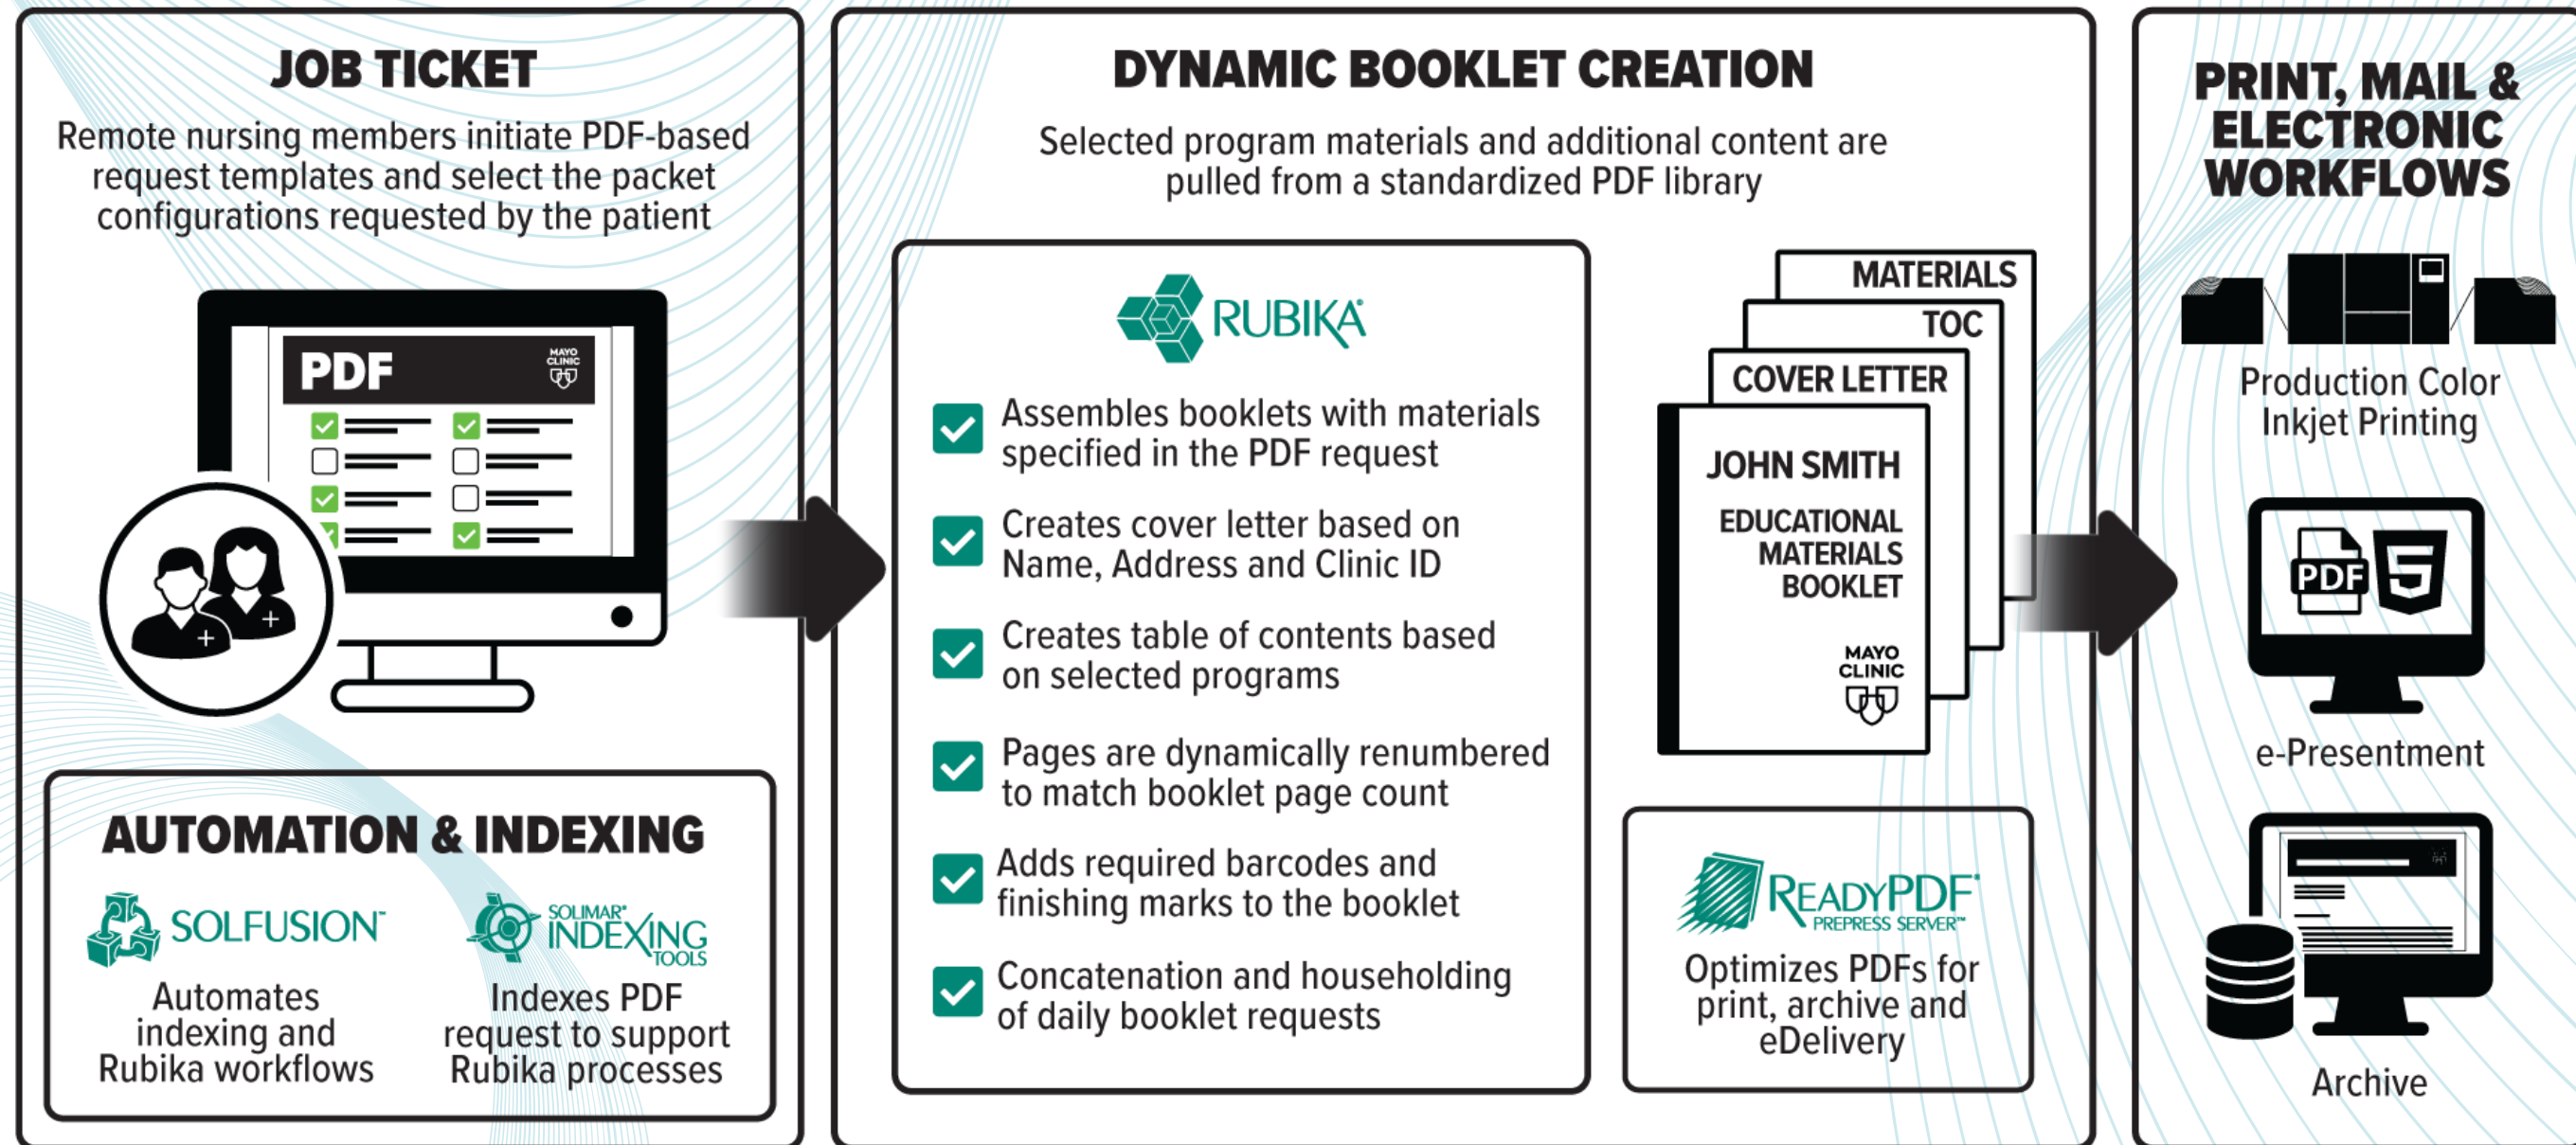 JOB TICKET
Remote nursing members initiate PDF-based
request templates and select the packet
configurations requested by the patient
PDF
MAYO
CLINIC
AUTOMATION & INDEXING
SOLFUSION™
Automates
indexing and
Rubika workflows
SOLIMAR®
INDEXING
TOOLS
Indexes PDF
request to support
Rubika processes
DYNAMIC BOOKLET CREATION
Selected program materials and additional content are
pulled from a standardized PDF library
RUBIKA®
Assembles booklets with materials
specified in the PDF request
Creates cover letter based on
Name, Address and Clinic ID
Creates table of contents based
on selected programs
Pages are dynamically renumbered
to match booklet page count
Adds required barcodes and
finishing marks to the booklet
Concatenation and householding
of daily booklet requests
MATERIALS
TOC
COVER LETTER
JOHN SMITH
EDUCATIONAL
MATERIALS
BOOKLET
MAYO
CLINIC
READYPDF®
PREPRESS SERVER™
Optimizes PDFs for
print, archive and
eDelivery
PRINT, MAIL &
ELECTRONIC
WORKFLOWS
Production Color
Inkjet Printing
PDF
5
e-Presentment
Archive